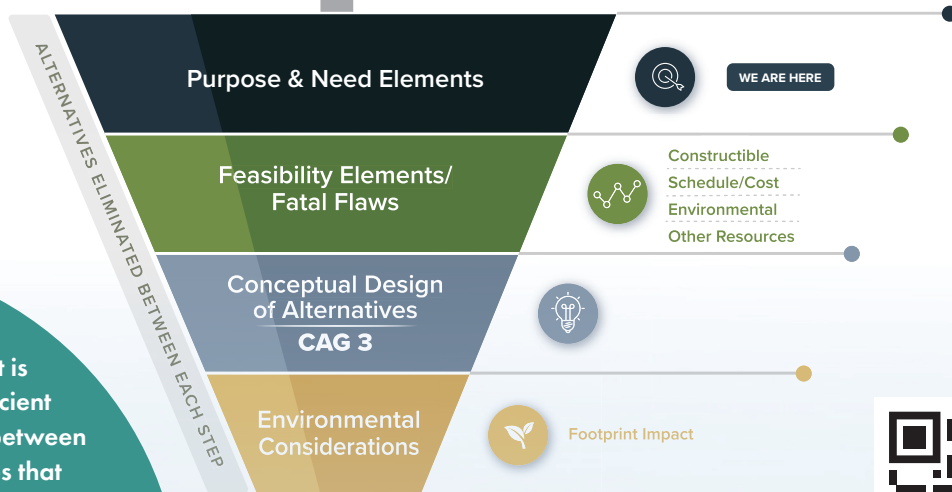 ALTERNATIVES ELIMINATED BETWEEN EACH STEP
Purpose & Need Elements
WE ARE HERE
Feasibility Elements/
Fatal Flaws
Constructible
Schedule/Cost
Environmental
Other Resources
Conceptual Design
of Alternatives
CAG 3
Environmental
Considerations
Footprint Impact
is